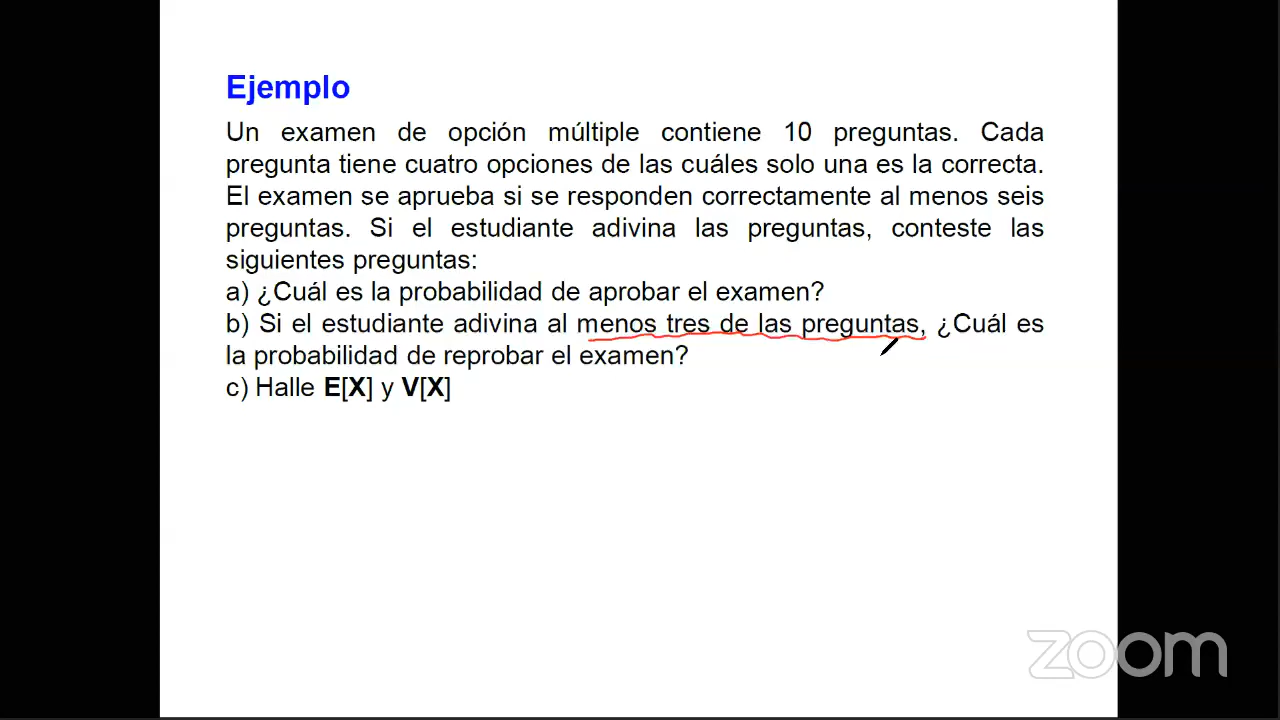 Ejemplo
Un examen de opción múltiple contiene 10 preguntas. Cada
pregunta tiene cuatro opciones de las cuáles solo una es la correcta.
El examen se aprueba si se responden correctamente al menos seis
preguntas. Si el estudiante adivina las preguntas, conteste las
siguientes preguntas:
a) ¿Cuál es la probabilidad de aprobar el examen?
b) Si el estudiante adivina al menos tres de las preguntas, ¿Cuál es
la probabilidad de reprobar el examen?
c) Halle E[X] y V[X]
zoom